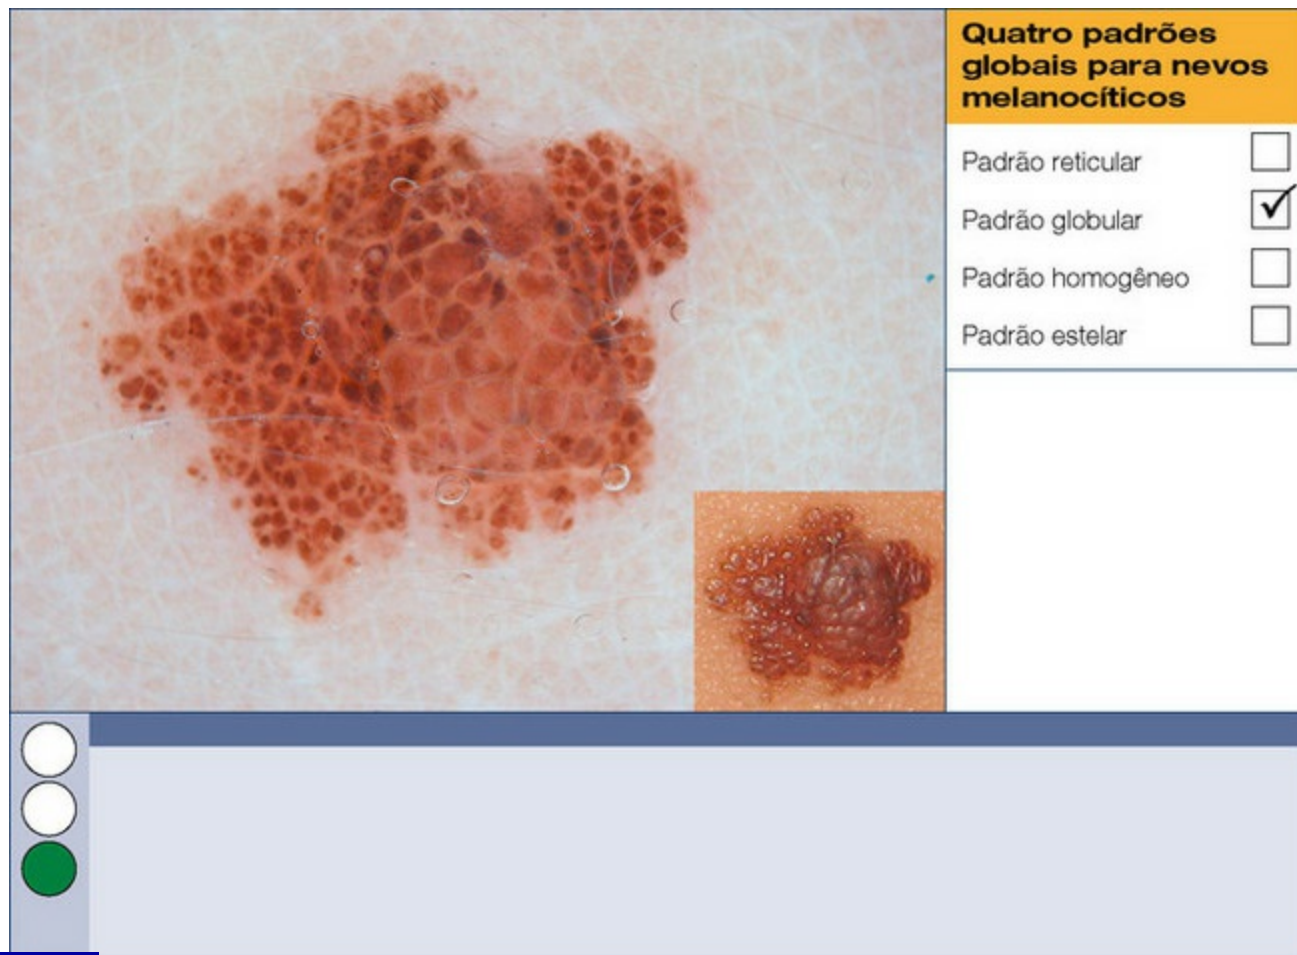 Quatro padrões
globais para nevos
melanocíticos
Padrão reticular
Padrão globular
Padrão homogêneo
Padrão estelar